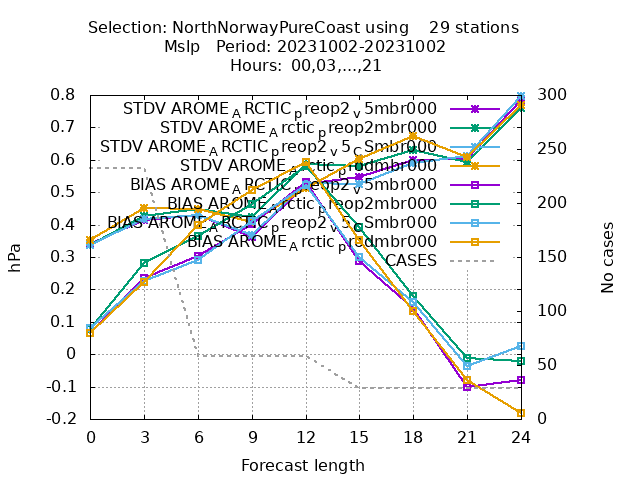 Selection: NorthNorwayPureCoast using 29 stations
Mslp Period: 20231002-20231002
Hours: 00,03,...,21
0.8 300
STDV AROME_ARCTIC_preop2_v5mbr000
0.7 STDV AROME_Arctic_preop2mbr000 250
STDV AROME_ARCTIC_preop2_v5_CSmbr000
0.6 STDV AROME_Arctic_prodmbr000
0.5 BIAS AROME_ARCTIC_preop2_v5mbr000 200
BIAS AROME_Arctic_preop2mbr000
0.4 BIAS AROME_ARCTIC_preop2_v5_CSmbr000
BIAS AROME_Arctic_prodmbr000
0.3 CASES 150
0.2
0.1 100
0 50
-0.1
-0.2 0
hPa
No cases
0 3 6 9 12 15 18 21 24
Forecast length